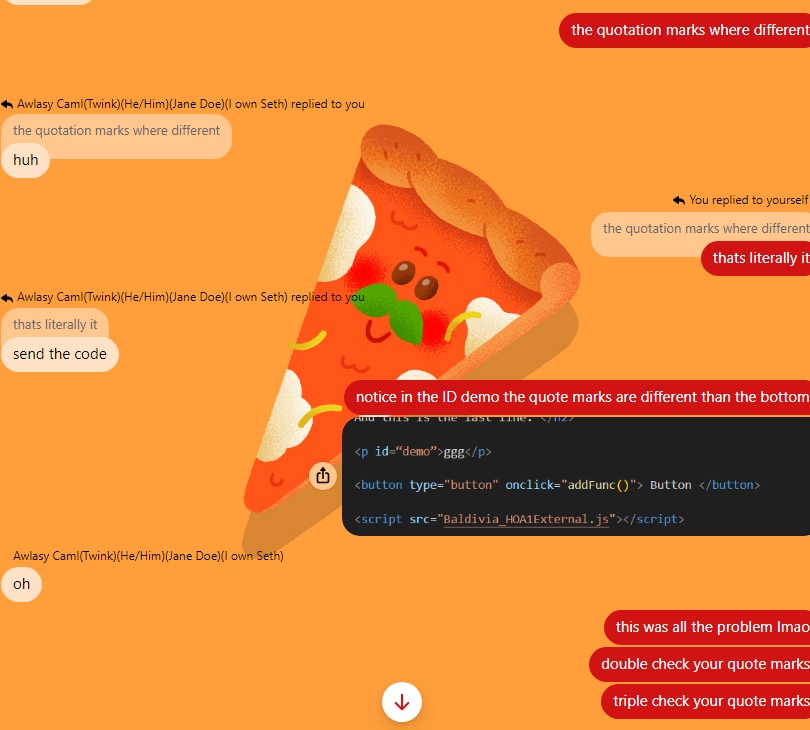 the quotation marks where different
Awlasy Caml(Twink)(He/Him)(Jane Doe)(I own Seth) replied to you
the quotation marks where different
huh
You replied to yourself
the quotation marks where different
thats literally it
Awlasy Caml(Twink)(He/Him)(Jane Doe)(I own Seth) replied to you
thats literally it
send the code
notice in the ID demo the quote marks are different than the bottom
And this is the last line. </h2>
<p id=“demo”>ggg</p>
<button type="button" onclick="addFunc()"> Button </button>
<script src="Baldivia_HOA1External.js"></script>
Awlasy Caml(Twink)(He/Him)(Jane Doe)(I own Seth)
oh
this was all the problem lmao
double check your quote marks
triple check your quote marks